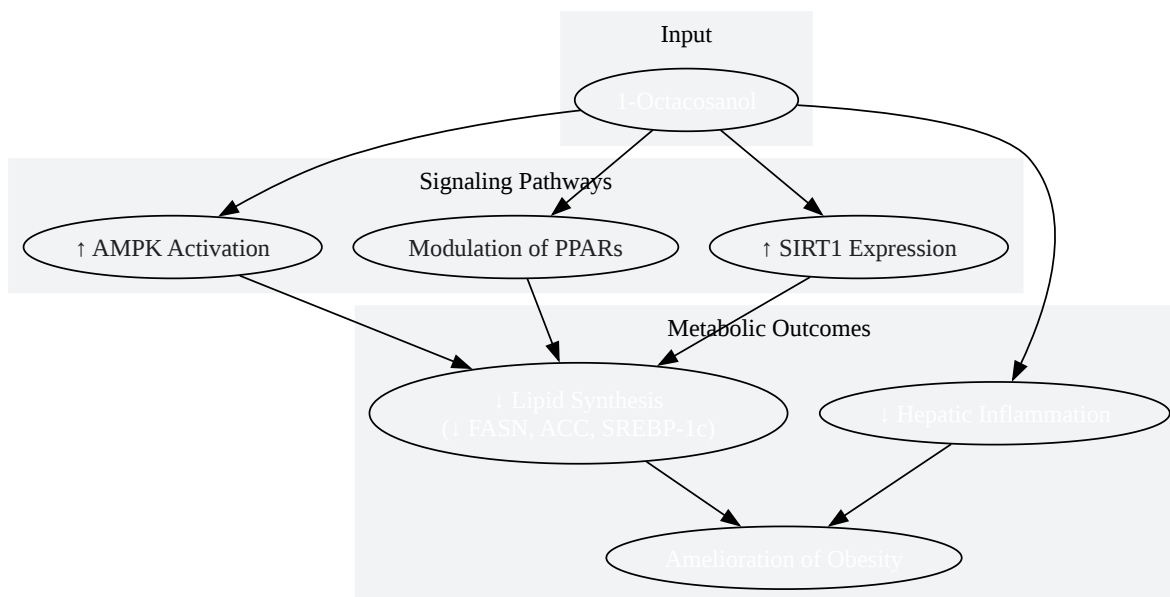 Input
1-Octacosanol
Signaling Pathways
↑ AMPK Activation
Modulation of PPARs
↑ SIRT1 Expression
Metabolic Outcomes
↓ Lipid Synthesis
(↓ FASN, ACC, SREBP-1c)
↓ Hepatic Inflammation
Amelioration of Obesity